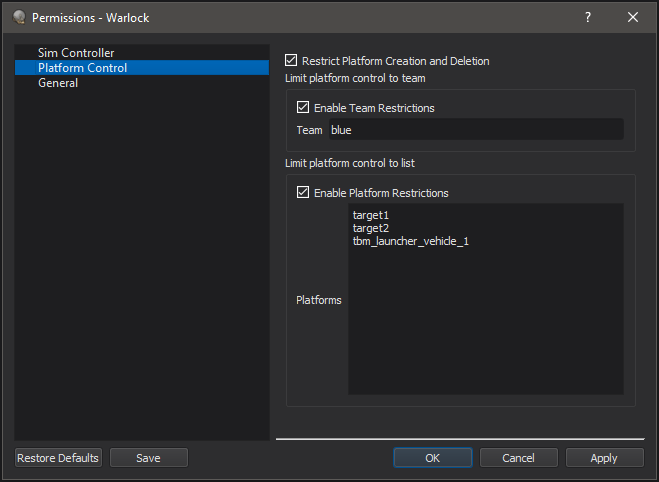 Permissions - Warlock
?
Sim Controller
Platform Control
General
Restrict Platform Creation and Deletion
Limit platform control to team
Enable Team Restrictions
Team blue
Limit platform control to list
Enable Platform Restrictions
Platforms
target1
target2
tbm_launcher_vehicle_1
Restore Defaults Save OK Cancel Apply